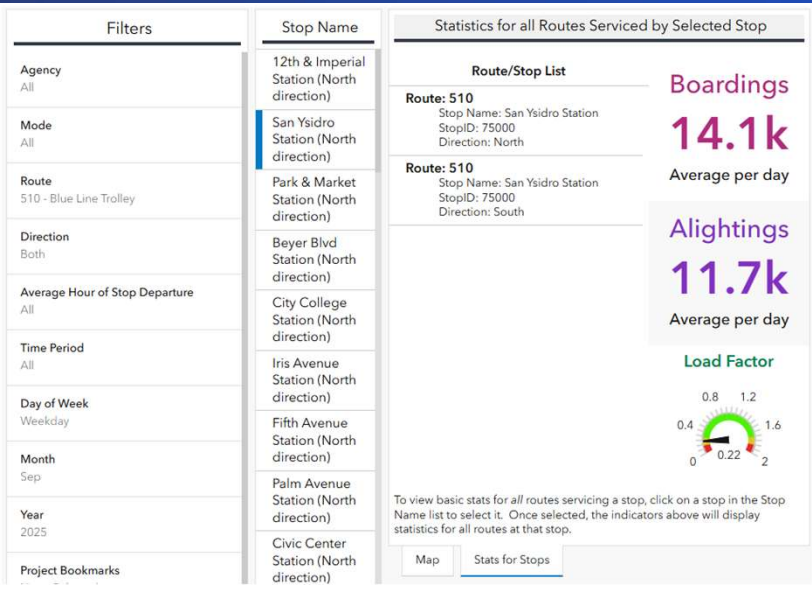 Filters
Agency
All
Mode
All
Route
510 - Blue Line Trolley
Direction
Both
Average Hour of Stop Departure
All
Time Period
All
Day of Week
Weekday
Month
Sep
Year
2025
Project Bookmarks
Stop Name
12th & Imperial
Station (North
direction)
San Ysidro
Station (North
direction)
Park & Market
Station (North
direction)
Beyer Blvd
Station (North
direction)
City College
Station (North
direction)
Iris Avenue
Station (North
direction)
Fifth Avenue
Station (North
direction)
Palm Avenue
Station (North
direction)
Civic Center
Station (North
direction)
Statistics for all Routes Serviced by Selected Stop
Route/Stop List
Route: 510
Stop Name: San Ysidro Station
StopID: 75000
Direction: North
Route: 510
Stop Name: San Ysidro Station
StopID: 75000
Direction: South
Boardings
14.1k
Average per day
Alightings
11.7k
Average per day
Load Factor
0.8 1.2
0.4 1.6
0 0.22 2
To view basic stats for all routes servicing a stop, click on a stop in the Stop
Name list to select it. Once selected, the indicators above will display
statistics for all routes at that stop.
Map Stats for Stops